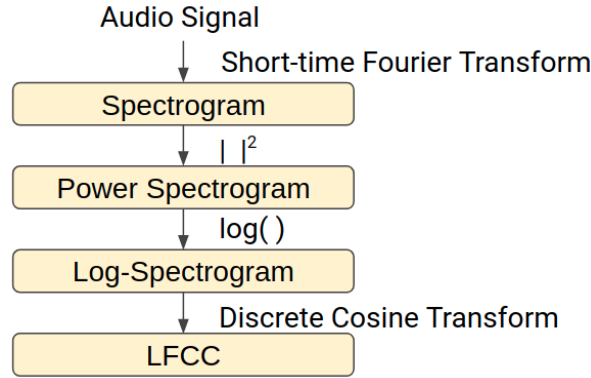 Audio Signal
Short-time Fourier Transform
Spectrogram
| |²
Power Spectrogram
log( )
Log-Spectrogram
Discrete Cosine Transform
LFCC